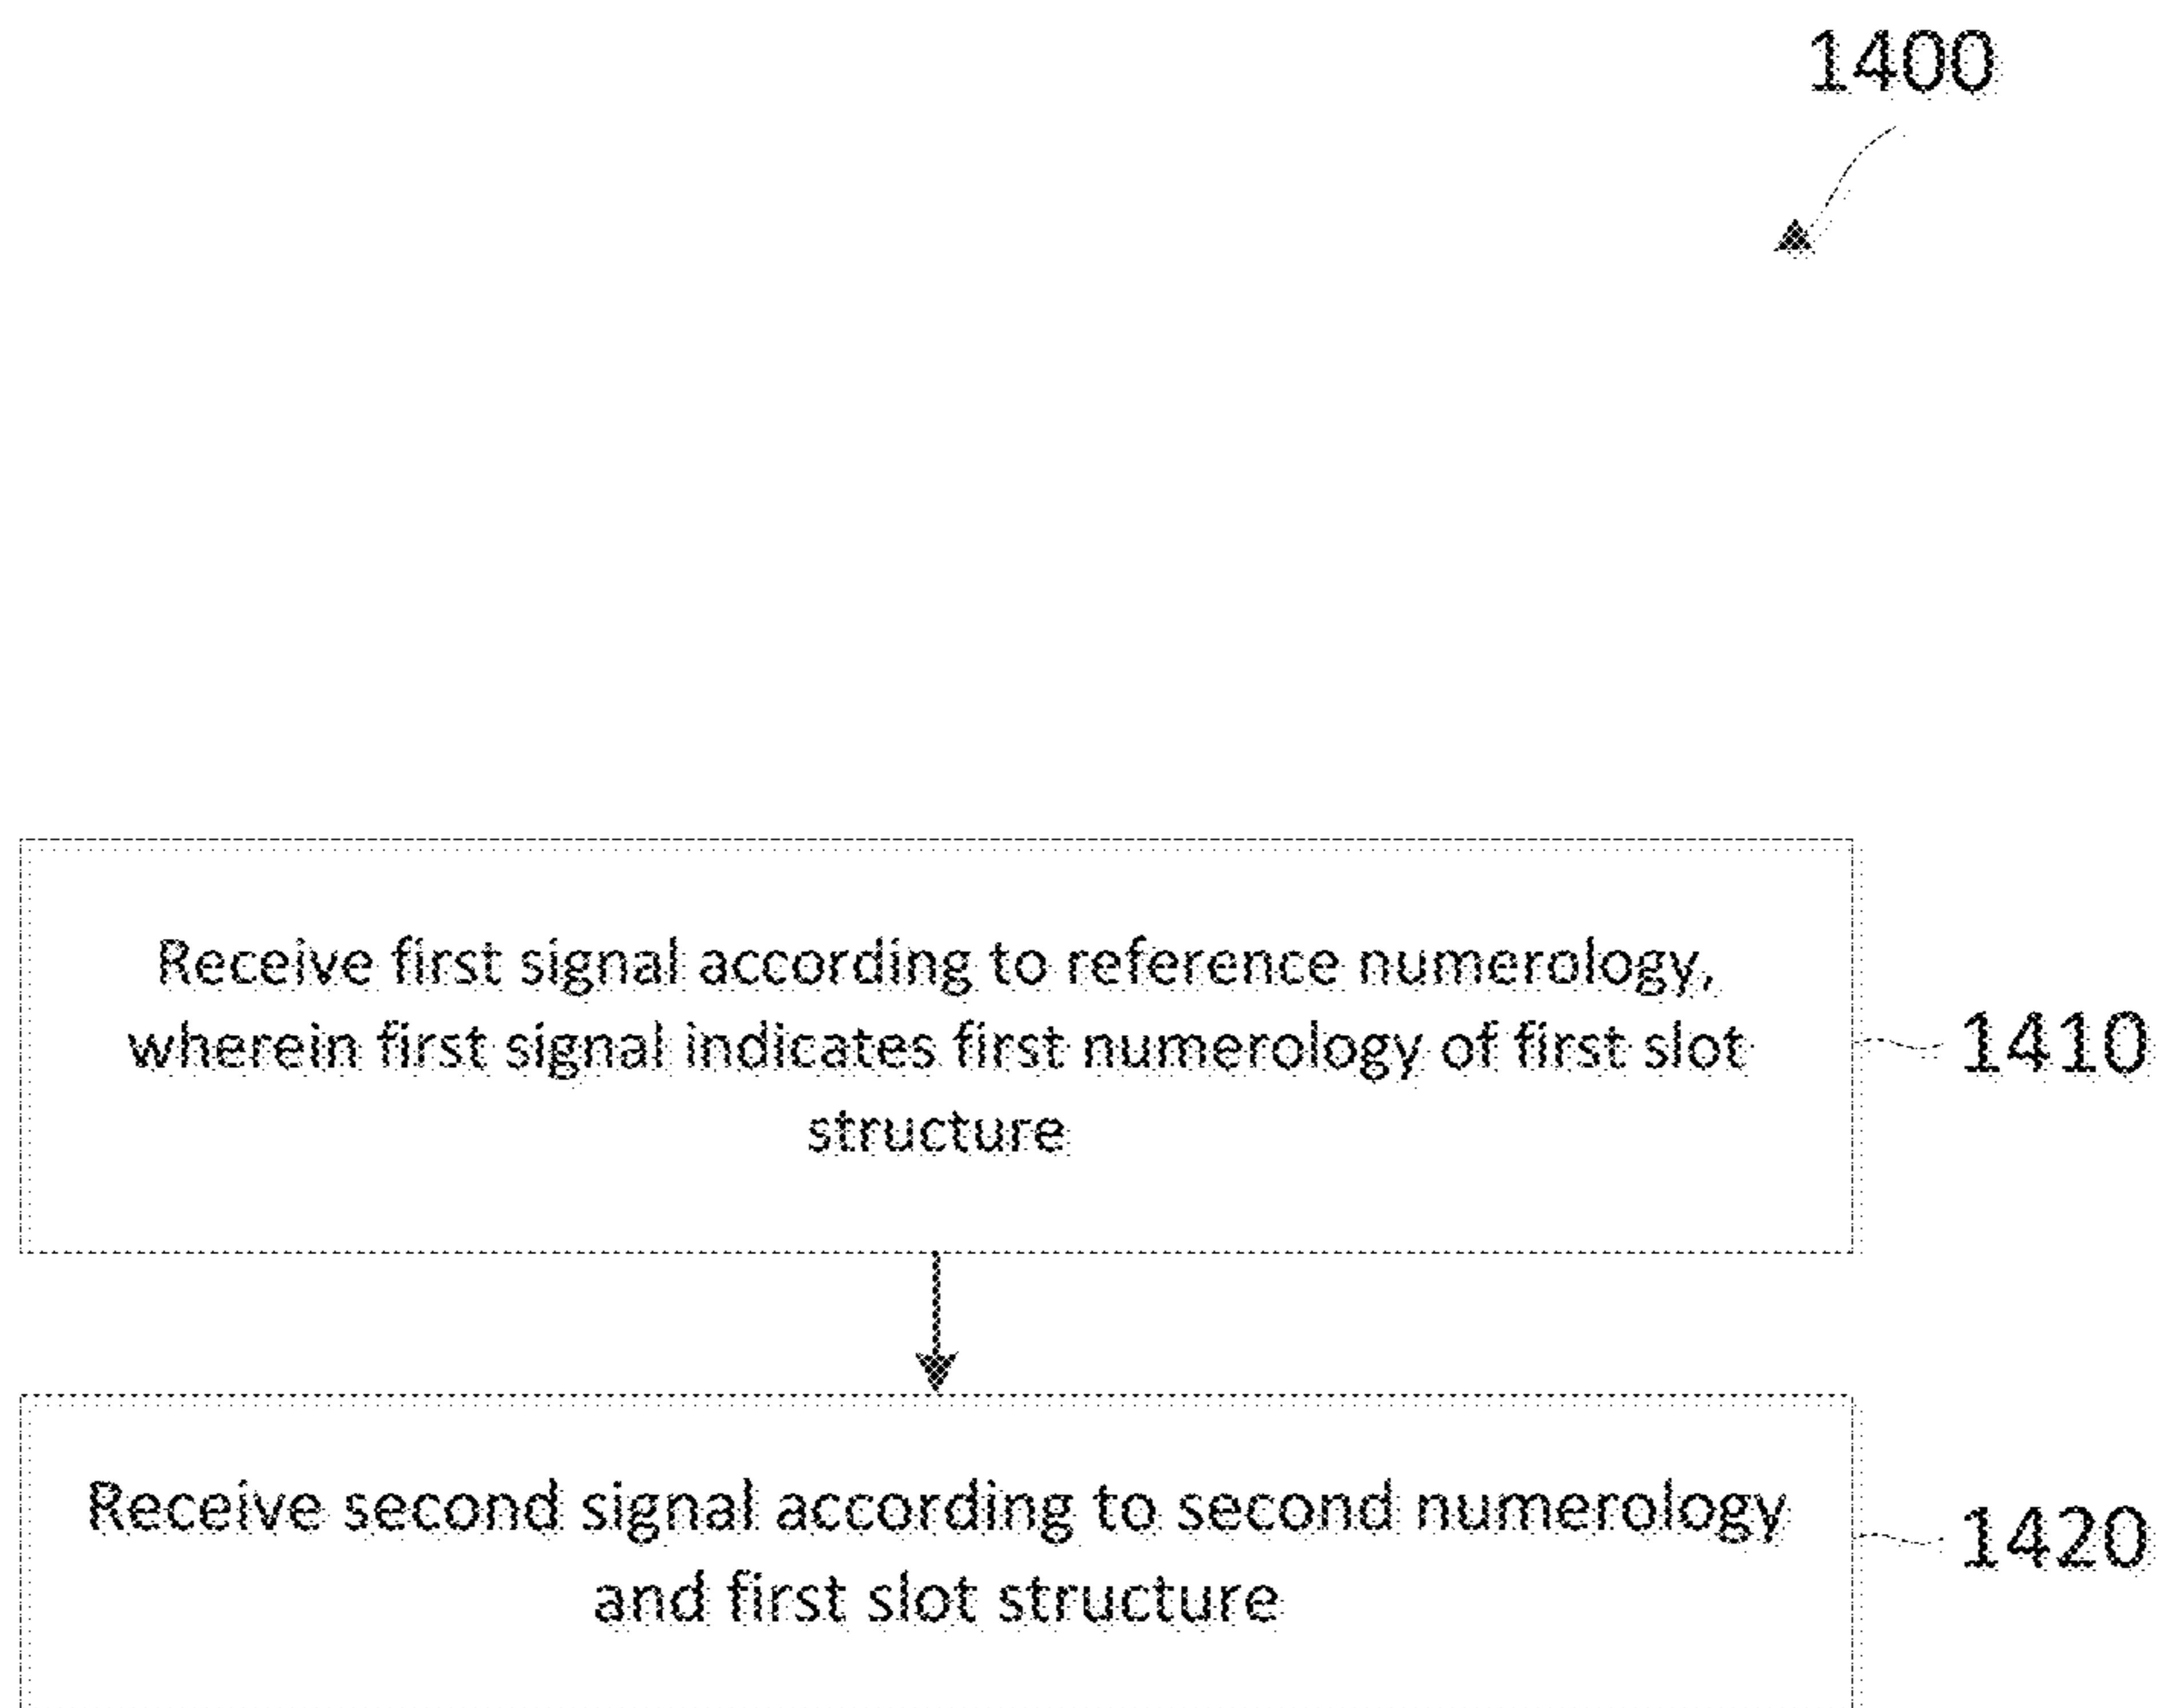 1400
Receive first signal according to reference numerology,
wherein first signal indicates first numerology of first slot
structure
1410
Receive second signal according to second numerology
and first slot structure
1420